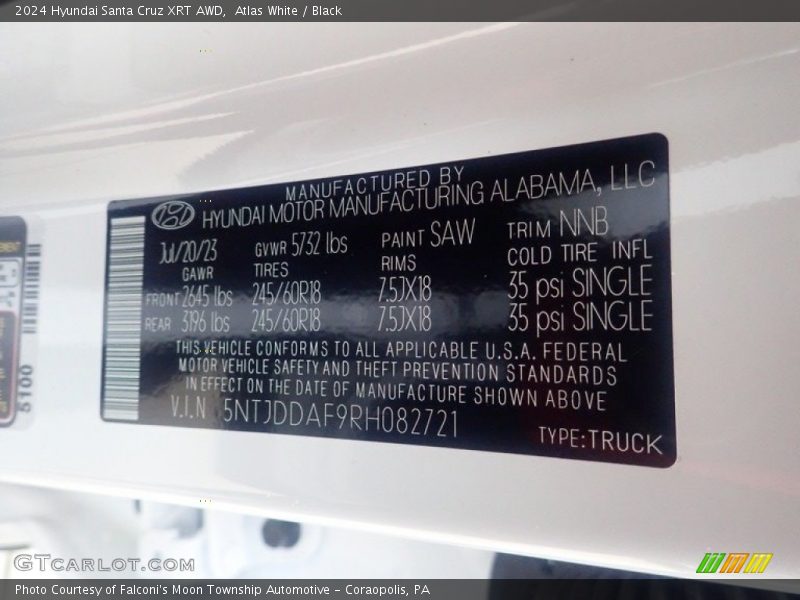 2024 Hyundai Santa Cruz XRT AWD, Atlas White / Black
MANUFACTURED BY
HYUNDAI MOTOR MANUFACTURING ALABAMA, LLC
Jul/20/23 GVWR 5732 lbs PAINT SAW TRIM NNB
GAWR TIRES RIMS COLD TIRE INFL
FRONT 2645 lbs 245/60R18 7.5JX18 35 psi SINGLE
REAR 3196 lbs 245/60R18 7.5JX18 35 psi SINGLE
THIS VEHICLE CONFORMS TO ALL APPLICABLE U.S.A. FEDERAL
MOTOR VEHICLE SAFETY AND THEFT PREVENTION STANDARDS
IN EFFECT ON THE DATE OF MANUFACTURE SHOWN ABOVE
V.I.N 5NTJDDAF9RH082721
TYPE:TRUCK
5100
GTCARLOT.COM
Photo Courtesy of Falconi's Moon Township Automotive - Coraopolis, PA